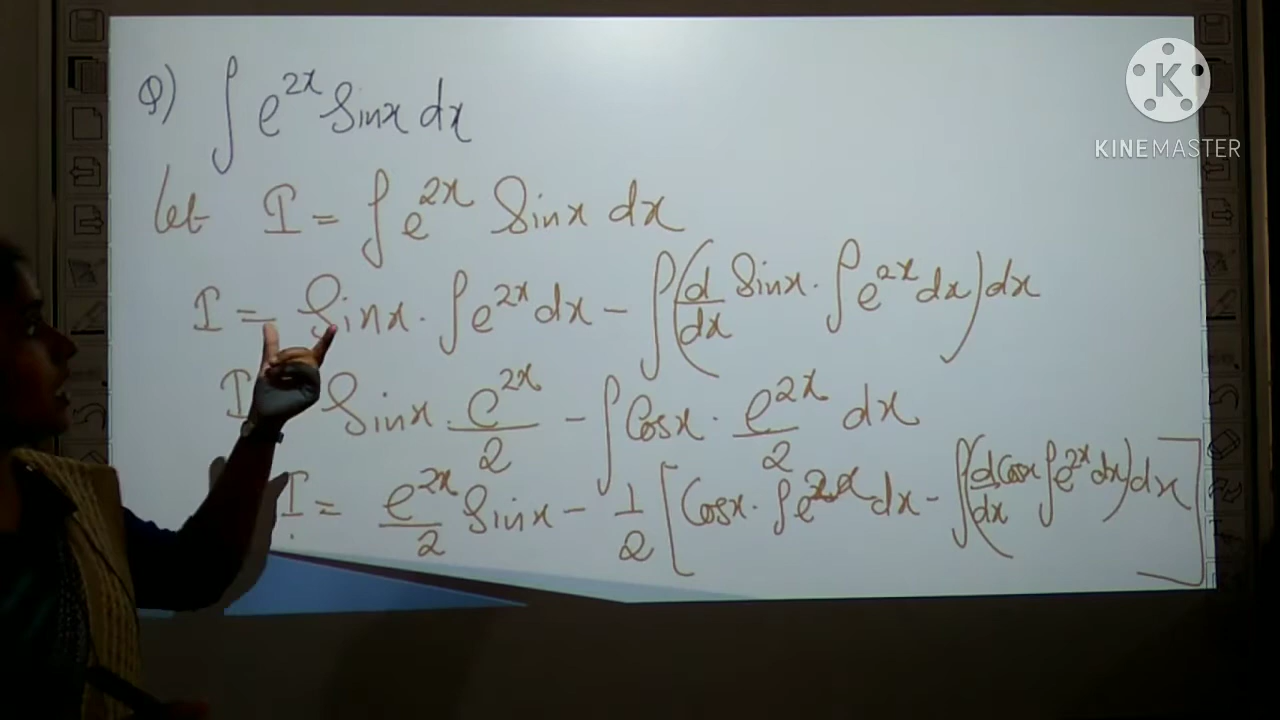 Q) ∫ e^2x Sinx dx
K
KINEMASTER
Let I = ∫ e^2x Sinx dx
I = Sinx · ∫ e^2x dx − ∫ (d/dx Sinx · ∫ e^2x dx) dx
I Sinx · e^2x/2 − ∫ Cosx · e^2x/2 dx
I = e^2x/2 Sinx − 1/2 [Cosx · ∫ e^2x dx − ∫ (dCosx/dx ∫ e^2x dx) dx]